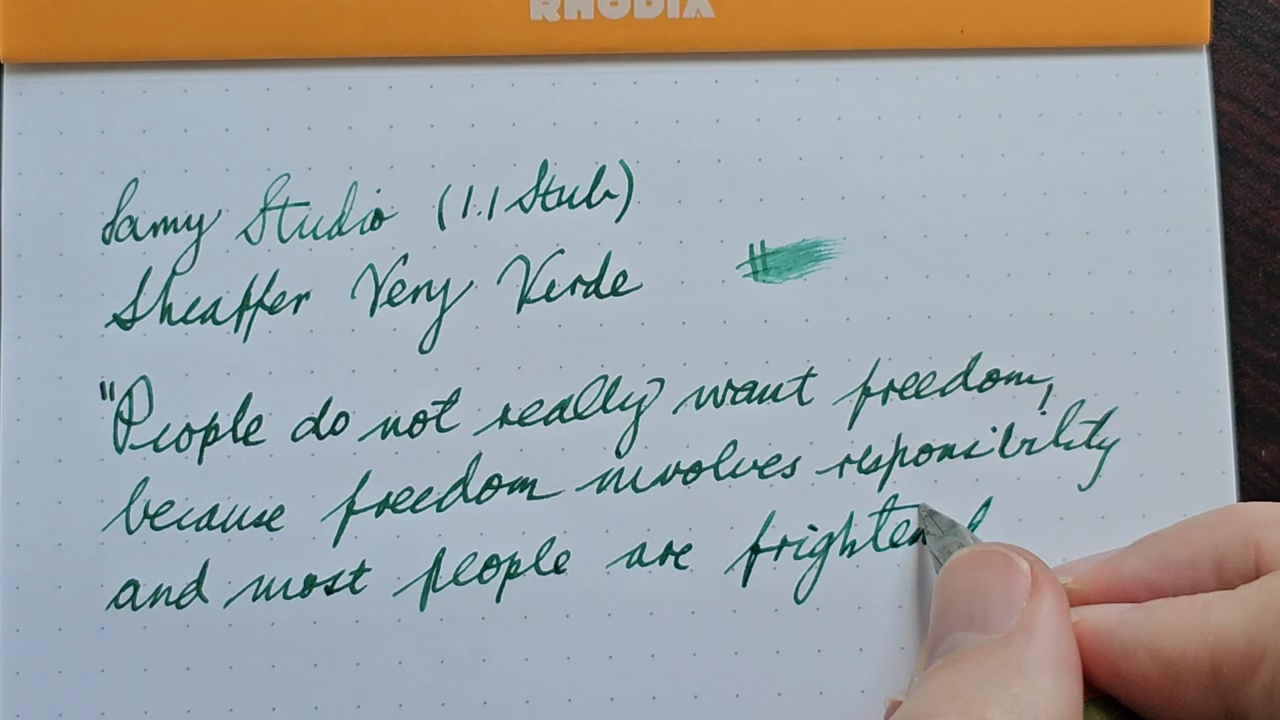 RHODIA
Lamy Studio (1.1 Stub)
Sheaffer Very Verde
"People do not really want freedom,
because freedom involves responsibility
and most people are frightened